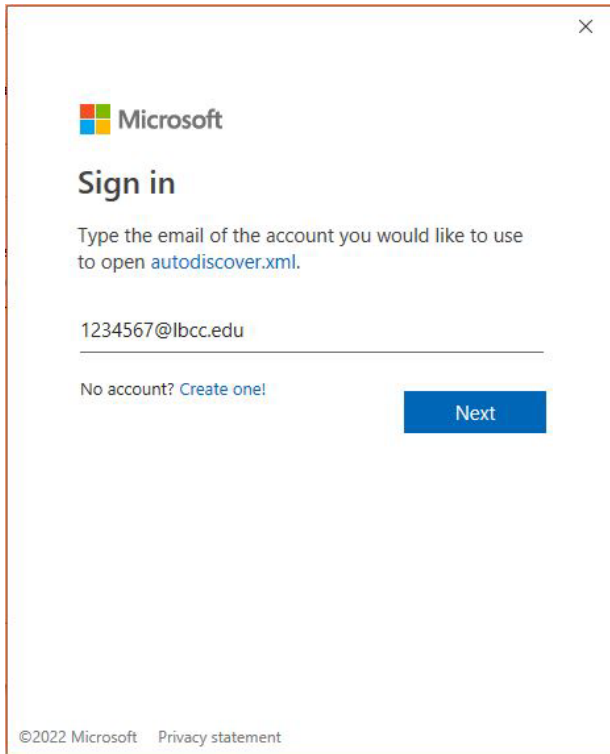 Microsoft
Sign in
Type the email of the account you would like to use
to open autodiscover.xml.
1234567@lbcc.edu
No account? Create one!
Next
©2022 Microsoft Privacy statement